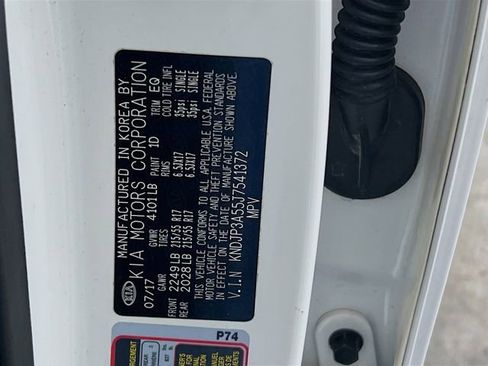 MANUFACTURED IN KOREA BY
KIA MOTORS CORPORATION
07/17 GVWR 4101LB PAINT 1D TRIM EQ
GAWR TIRES RIMS COLD TIRE INFL
FRONT 2249LB 215/55 R17 6.5JX17 35psi SINGLE
REAR 2028LB 215/55 R17 6.5JX17 35psi SINGLE
THIS VEHICLE CONFORMS TO ALL APPLICABLE U.S.A. FEDERAL
MOTOR VEHICLE SAFETY AND THEFT PREVENTION STANDARDS
IN EFFECT ON THE DATE OF MANUFACTURE SHOWN ABOVE.
V.I.N KNDJP3A55J7541372
MPV
KIA
P74